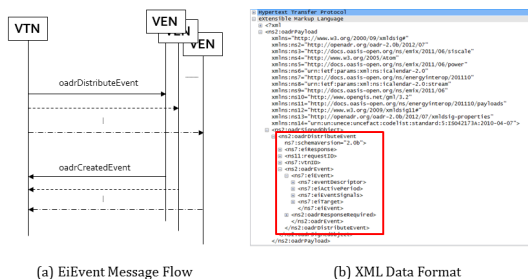 VTN
VEN
VEN
VEN
oadrDistributeEvent
oadrCreatedEvent
(a) EiEvent Message Flow
Hypertext Transfer Protocol
extensible Markup Language
<?xml
<ns2:oadrPayload
xmlns="http://www.w3.org/2000/09/xmldsig#"
xmlns:ns2="http://openadr.org/oadr-2.0b/2012/07"
xmlns:ns3="http://docs.oasis-open.org/ns/emix/2011/06/siscale"
xmlns:ns4="http://www.w3.org/2005/Atom"
xmlns:ns5="http://docs.oasis-open.org/ns/emix/2011/06/power"
xmlns:ns6="urn:ietf:params:xml:ns:icalendar-2.0"
xmlns:ns7="http://docs.oasis-open.org/ns/energyinterop/201110"
xmlns:ns8="urn:ietf:params:xml:ns:icalendar-2.0:stream"
xmlns:ns9="http://docs.oasis-open.org/ns/emix/2011/06"
xmlns:ns10="http://www.opengis.net/gml/3.2"
xmlns:ns11="http://docs.oasis-open.org/ns/energyinterop/201110/payloads"
xmlns:ns12="http://www.w3.org/2009/xmldsig11#"
xmlns:ns13="http://openadr.org/oadr-2.0b/2012/07/xmldsig-properties"
xmlns:ns14="urn:un:unece:uncefact:codelist:standard:5:ISO42173A:2010-04-07">
<ns2:oadrSignedObject>
<ns2:oadrDistributeEvent
ns7:schemaVersion="2.0b">
<ns7:eiResponse>
<ns11:requestID>
<ns7:vtnID>
<ns2:oadrEvent>
<ns7:eiEvent>
<ns7:eventDescriptor>
<ns7:eiActivePeriod>
<ns7:eiEventSignals>
<ns7:eiTarget>
</ns7:eiEvent>
<ns2:oadrResponseRequired>
</ns2:oadrEvent>
</ns2:oadrDistributeEvent>
</ns2:oadrSignedObject>
</ns2:oadrPayload>
(b) XML Data Format